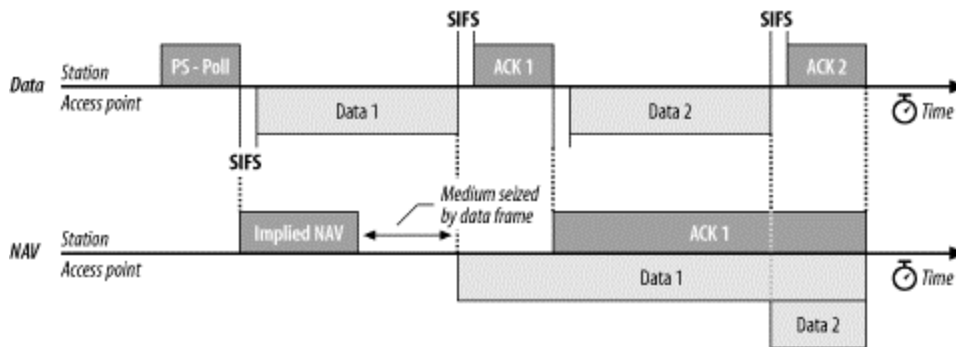 SIFS
SIFS
PS - Poll
ACK 1
ACK 2
Data
Station
Access point
Data 1
Data 2
Time
SIFS
Medium seized
by data frame
Implied NAV
ACK 1
NAV
Station
Access point
Data 1
Time
Data 2